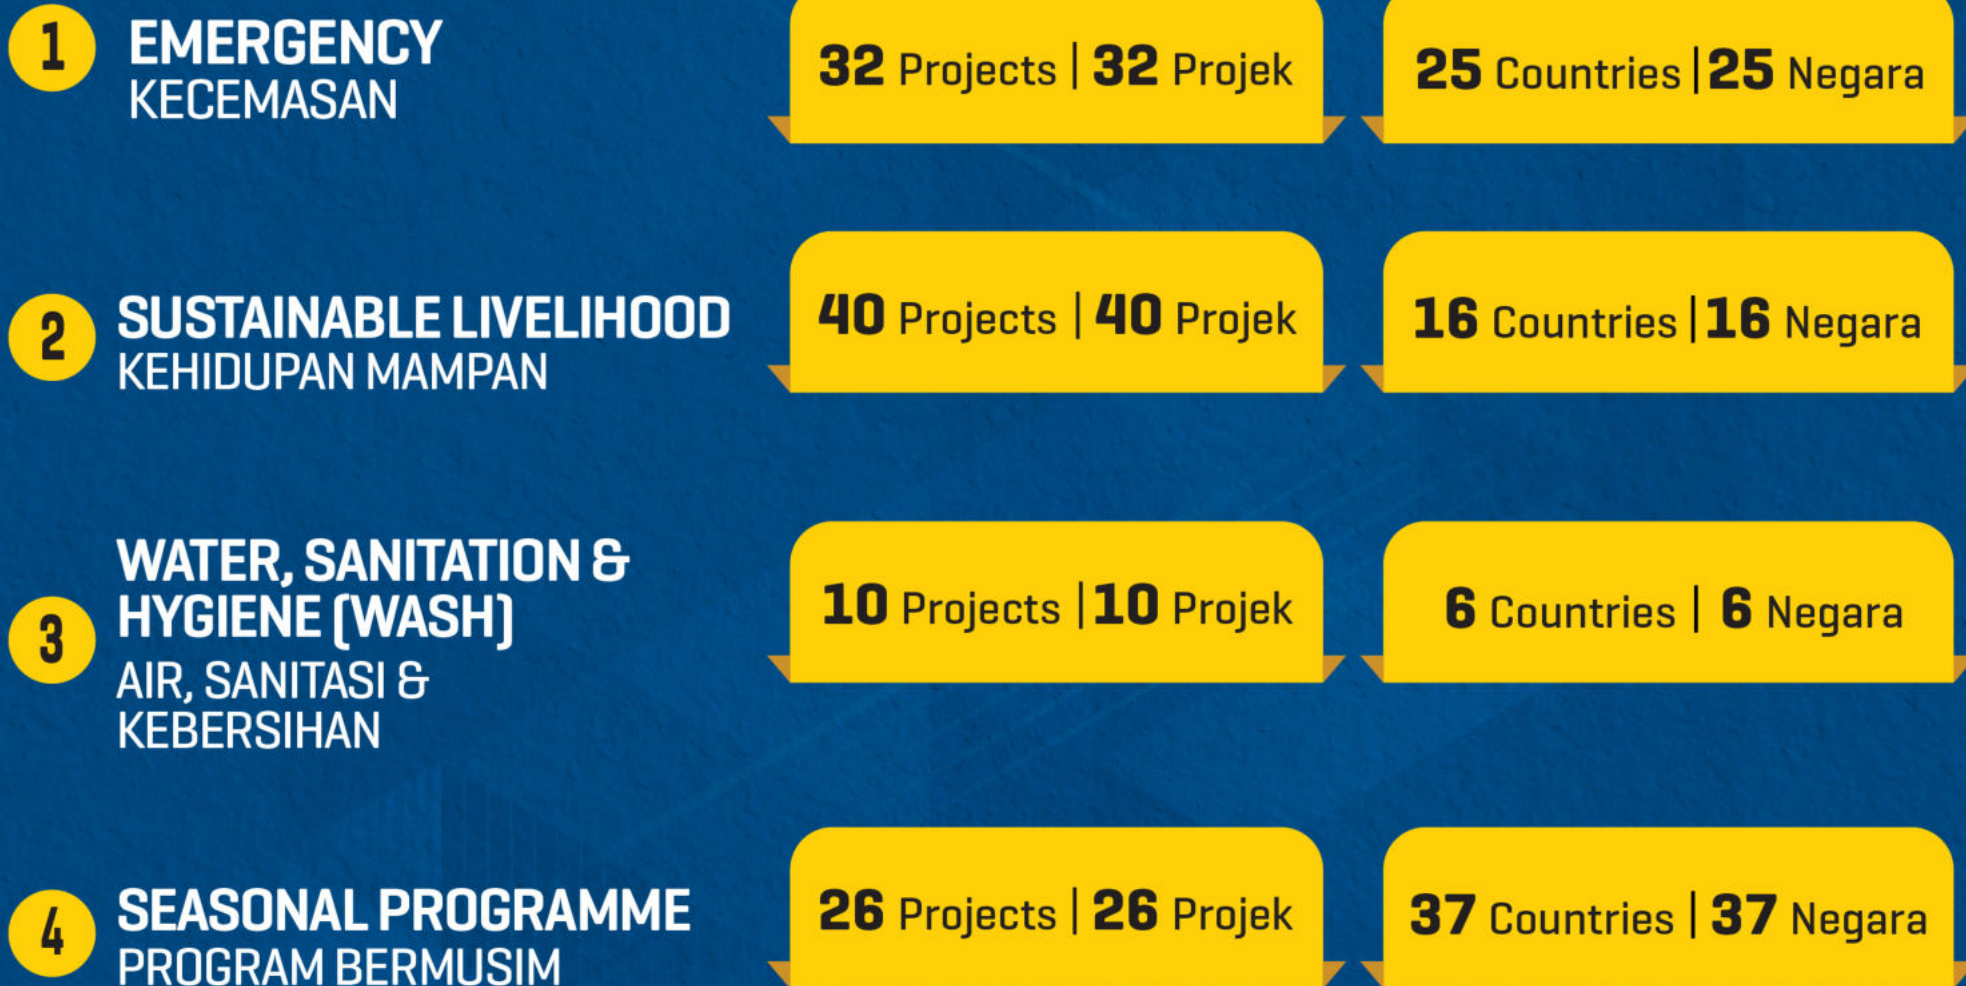 1
EMERGENCY
KECEMASAN
32 Projects | 32 Projek
25 Countries | 25 Negara
2
SUSTAINABLE LIVELIHOOD
KEHIDUPAN MAMPAN
40 Projects | 40 Projek
16 Countries | 16 Negara
3
WATER, SANITATION &
HYGIENE (WASH)
AIR, SANITASI &
KEBERSIHAN
10 Projects | 10 Projek
6 Countries | 6 Negara
4
SEASONAL PROGRAMME
PROGRAM BERMUSIM
26 Projects | 26 Projek
37 Countries | 37 Negara